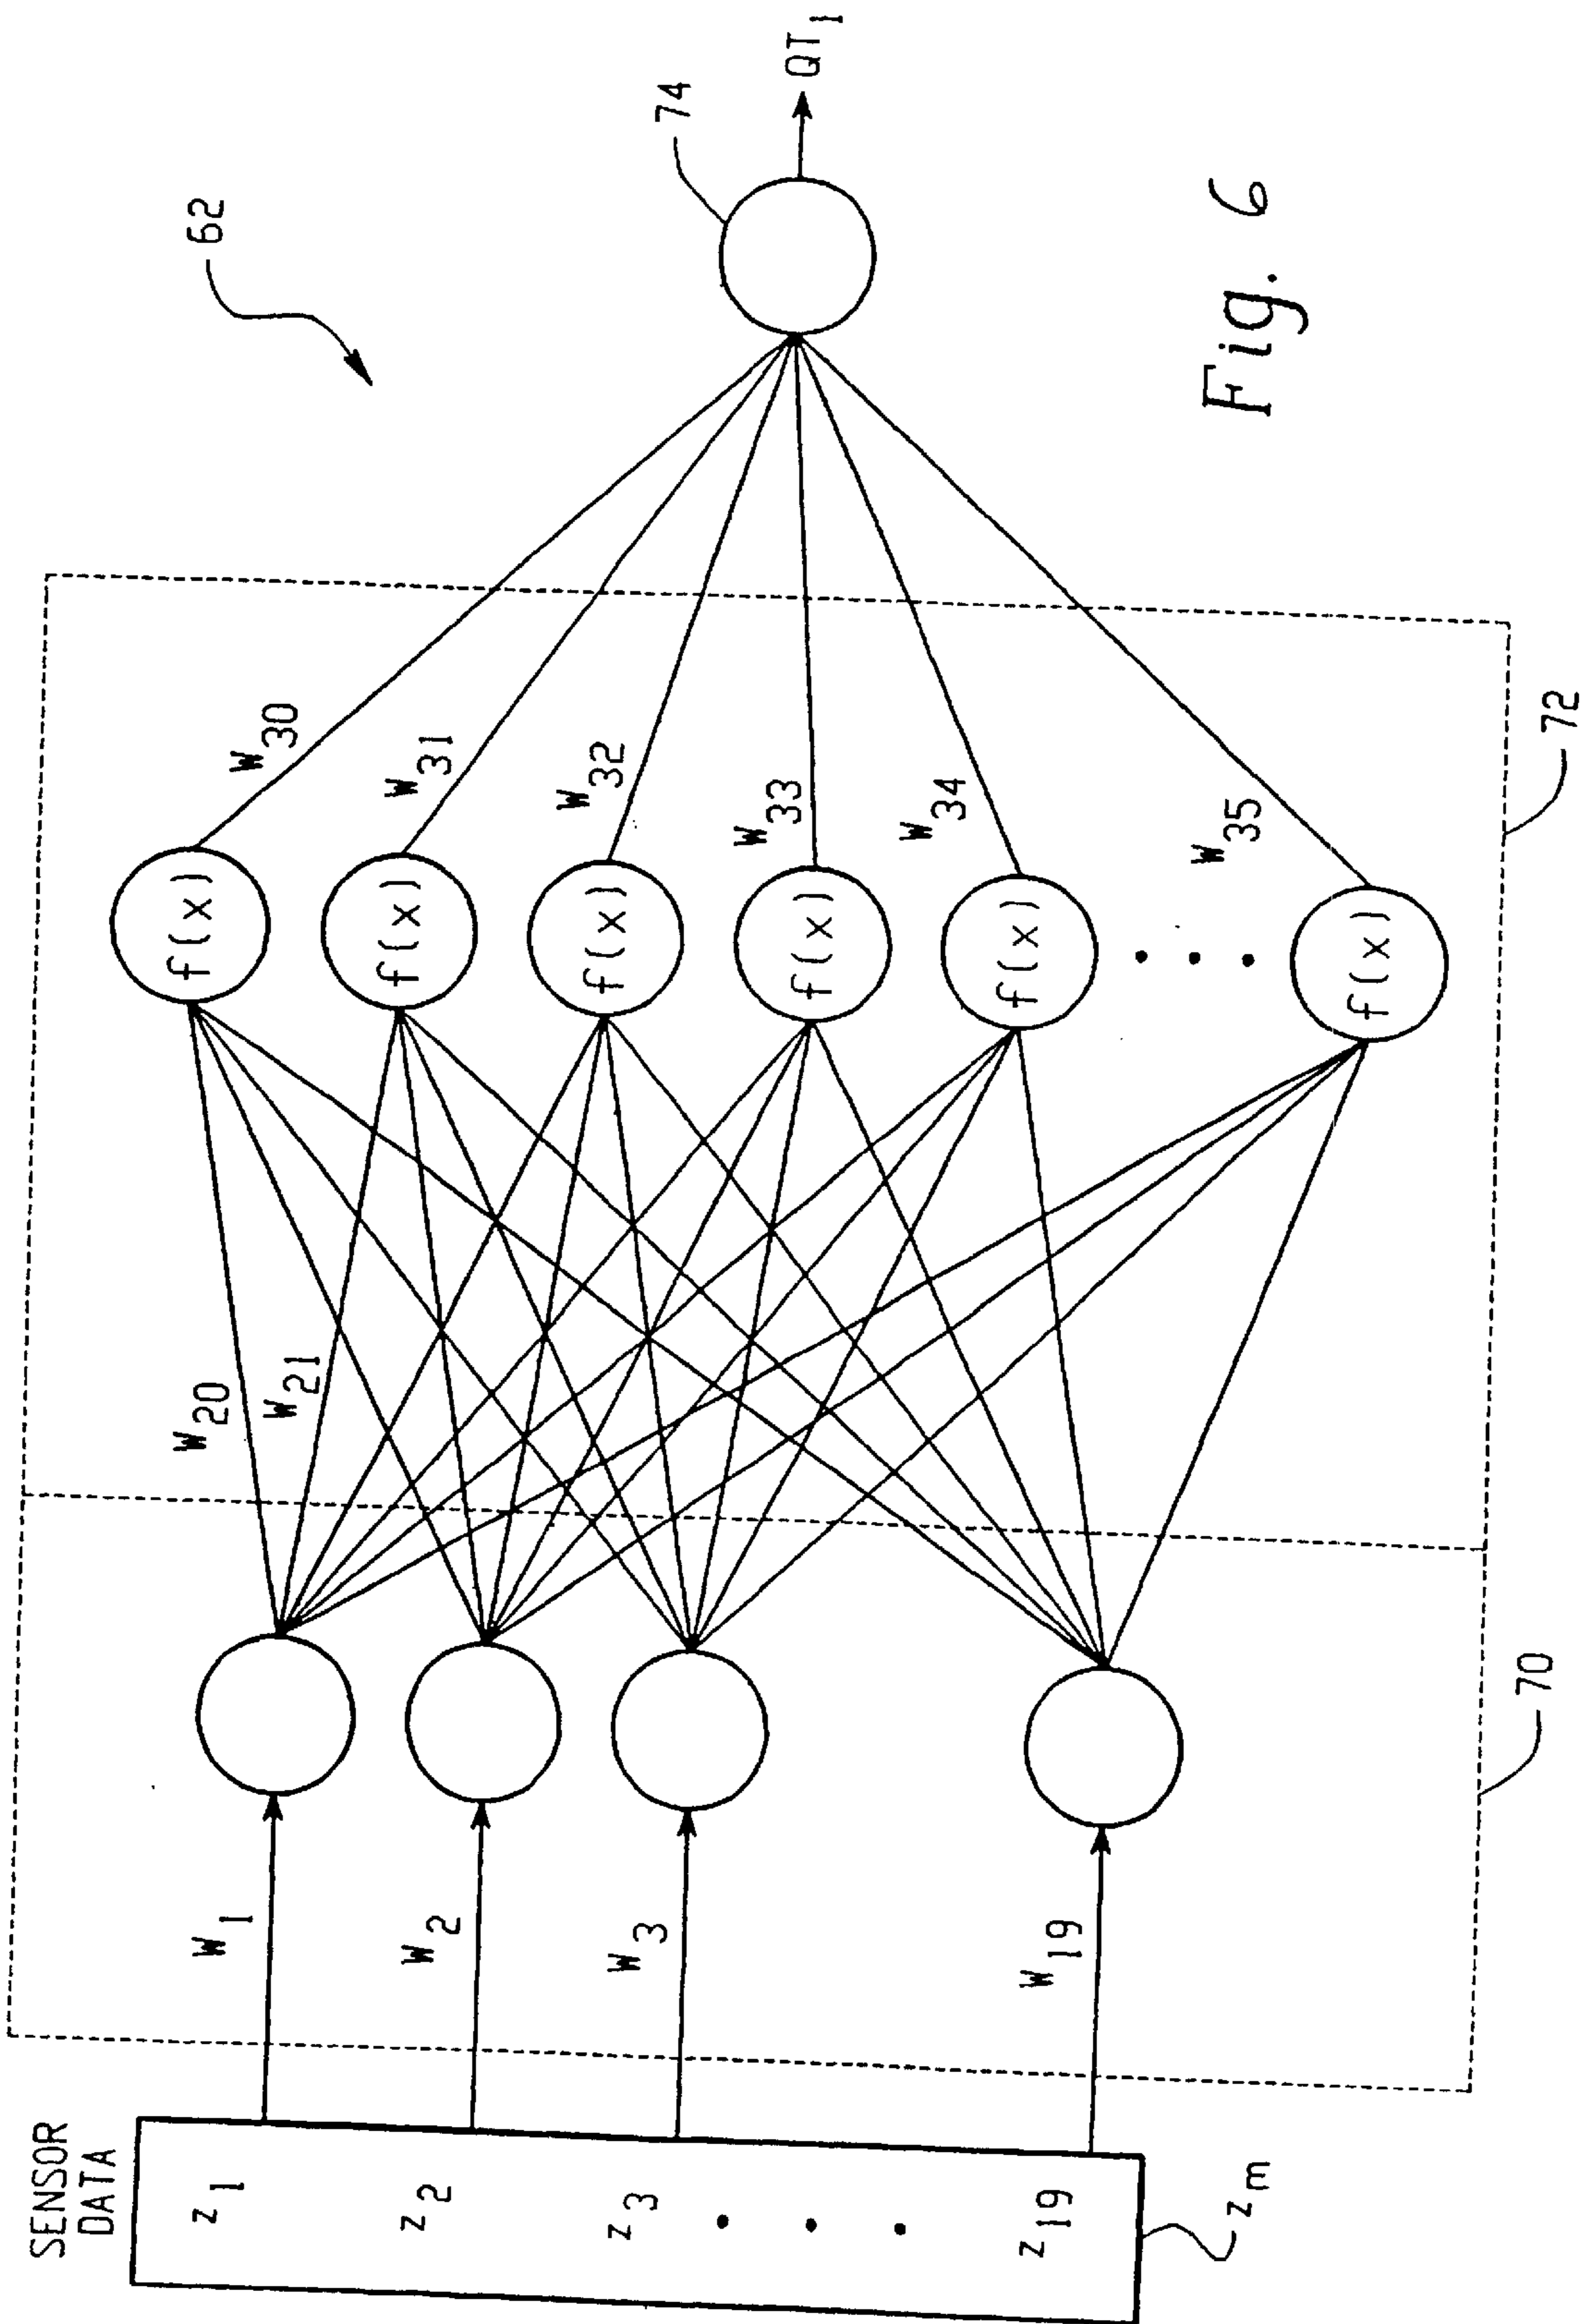 SENSOR
DATA
z1
z2
z3
z19
zm
W1
W2
W3
W19
70
W20
W21
f(x)
f(x)
f(x)
f(x)
f(x)
f(x)
W30
W31
W32
W33
W34
W35
72
62
74
QT1
Fig. 6